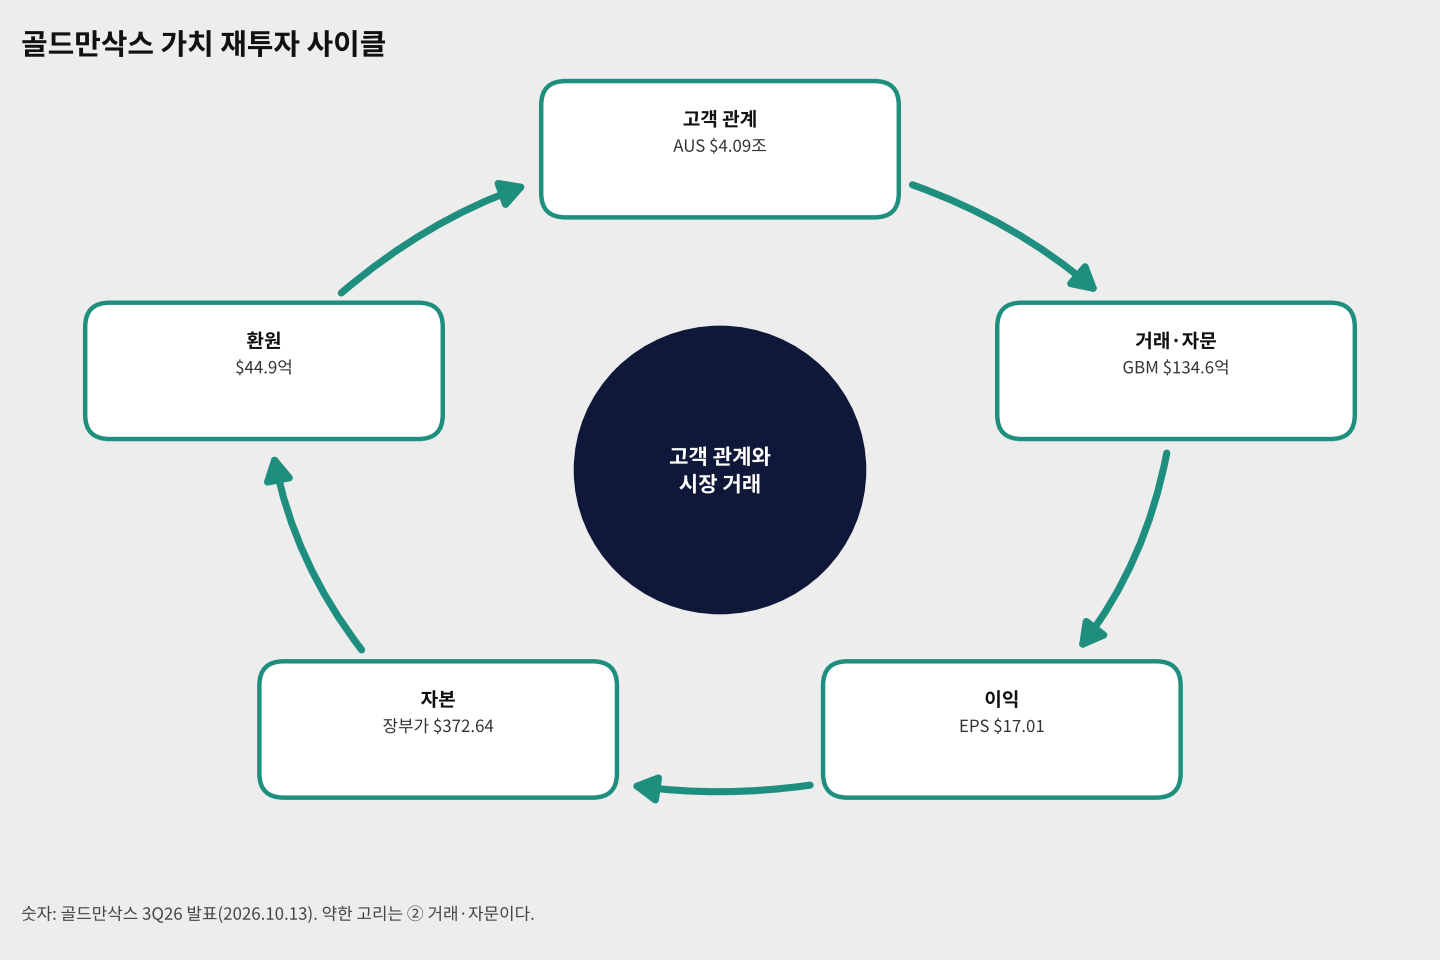 골드만삭스 가치 재투자 사이클
고객 관계
AUS $4.09조
환원
$44.9억
거래·자문
GBM $134.6억
고객 관계와
시장 거래
자본
장부가 $372.64
이익
EPS $17.01
숫자: 골드만삭스 3Q26 발표(2026.10.13). 약한 고리는 ② 거래·자문이다.